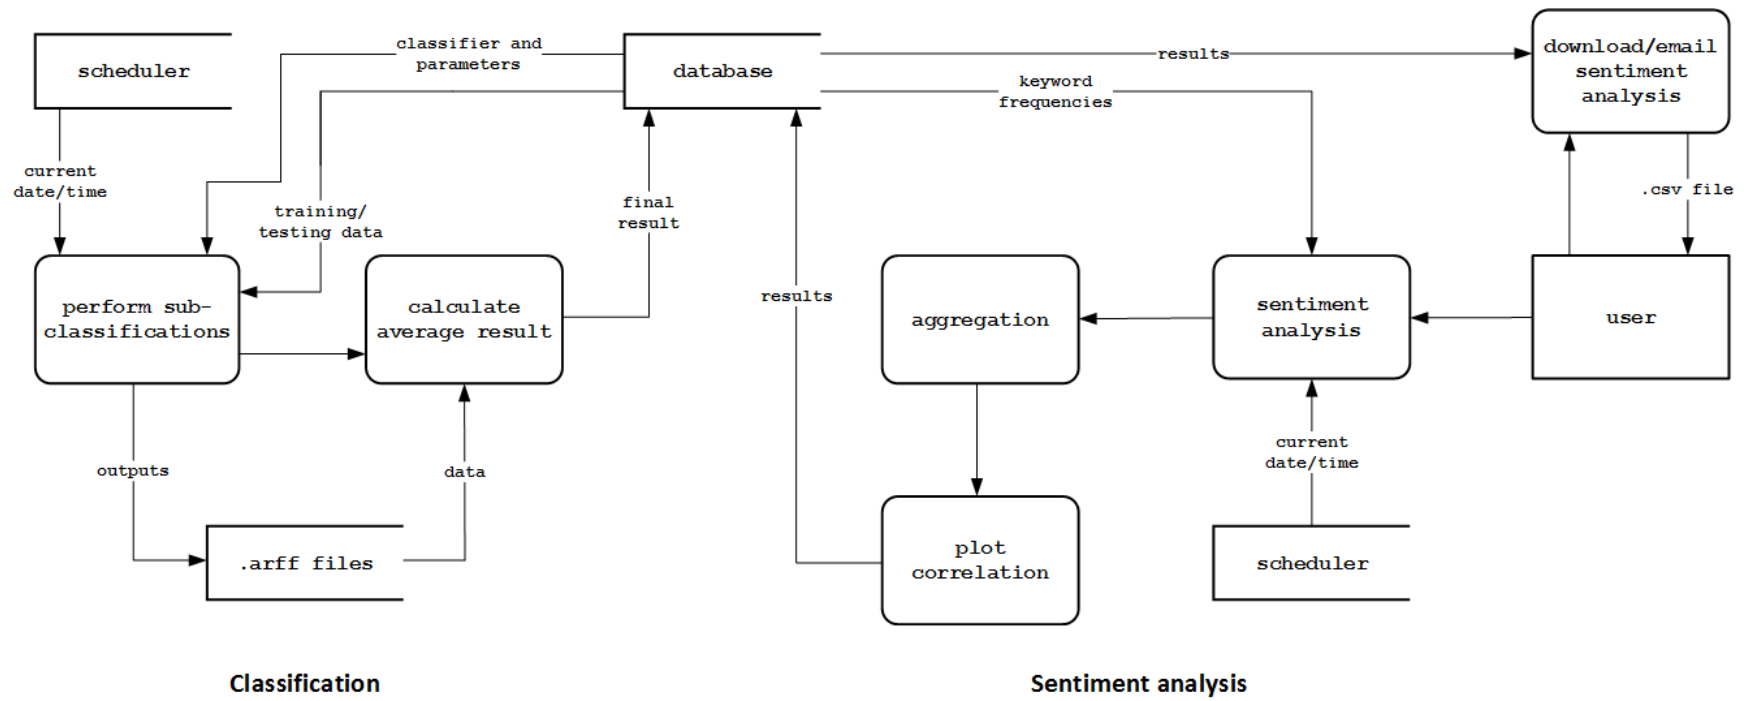 scheduler
classifier and
parameters
database
results
keyword
frequencies
download/email
sentiment
analysis
current
date/time
training/
testing data
final
result
.csv file
perform sub-
classifications
calculate
average result
results
aggregation
sentiment
analysis
user
outputs
data
current
date/time
.arff files
plot
correlation
scheduler
Classification
Sentiment analysis